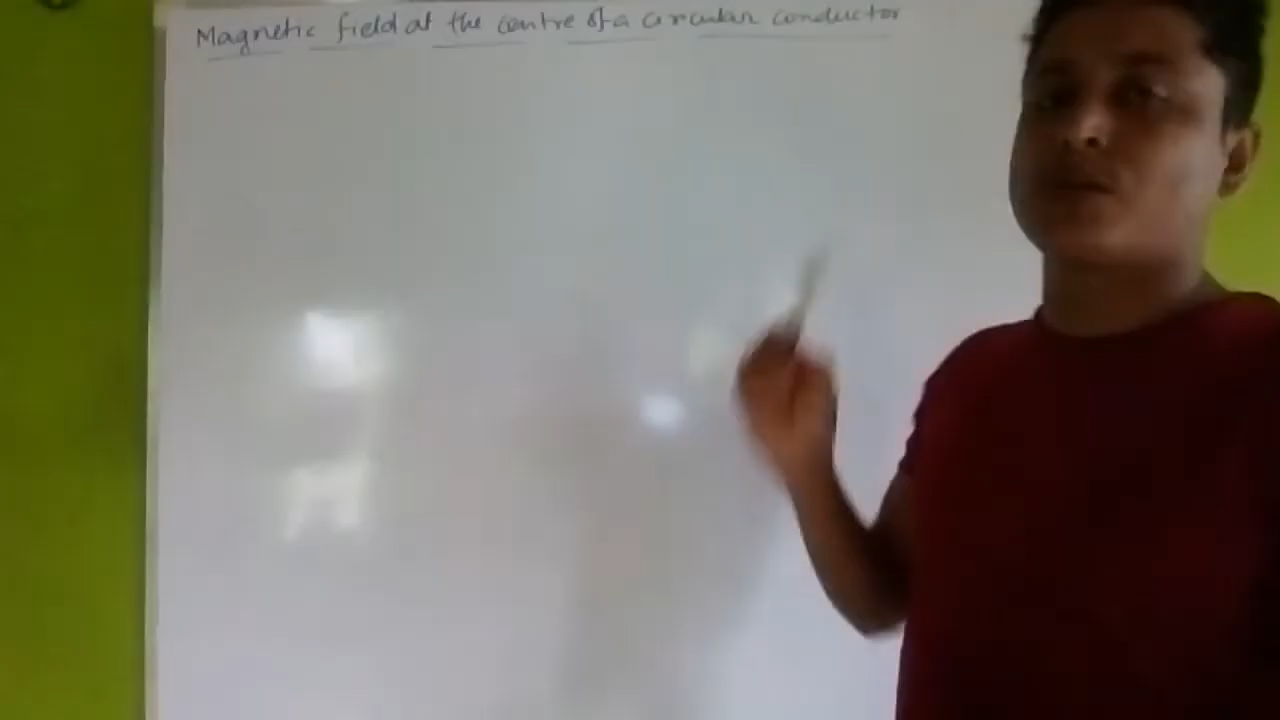 Magnetic field at the centre of a circular conductor